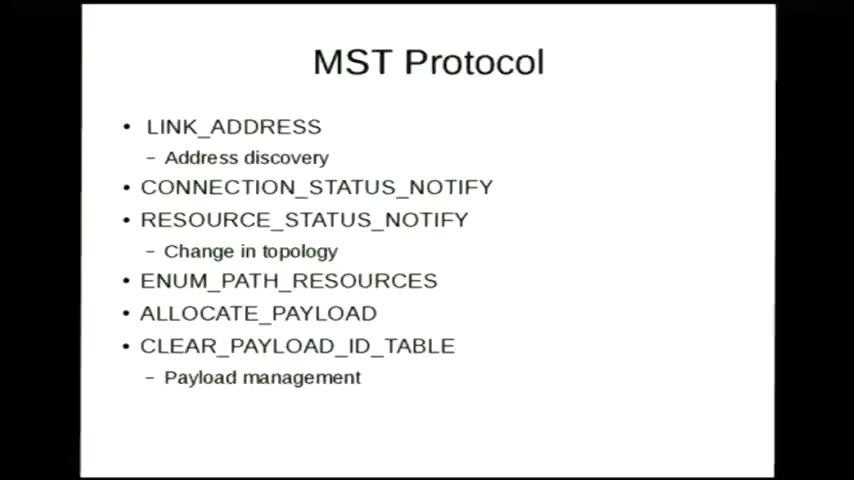 MST Protocol
• LINK_ADDRESS
– Address discovery
• CONNECTION_STATUS_NOTIFY
• RESOURCE_STATUS_NOTIFY
– Change in topology
• ENUM_PATH_RESOURCES
• ALLOCATE_PAYLOAD
• CLEAR_PAYLOAD_ID_TABLE
– Payload management